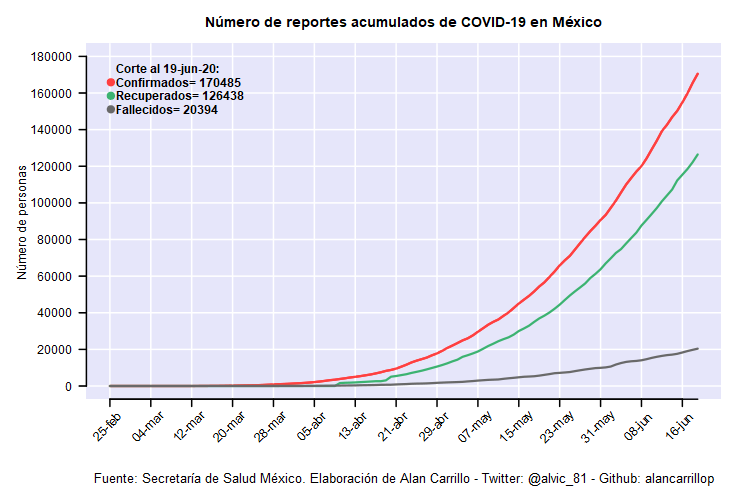 Número de reportes acumulados de COVID-19 en México
Corte al 19-jun-20:
Confirmados= 170485
Recuperados= 126438
Fallecidos= 20394
Número de personas
180000
160000
140000
120000
100000
80000
60000
40000
20000
0
25-feb
04-mar
12-mar
20-mar
28-mar
05-abr
13-abr
21-abr
29-abr
07-may
15-may
23-may
31-may
08-jun
16-jun
Fuente: Secretaría de Salud México. Elaboración de Alan Carrillo - Twitter: @alvic_81 - Github: alancarrillop